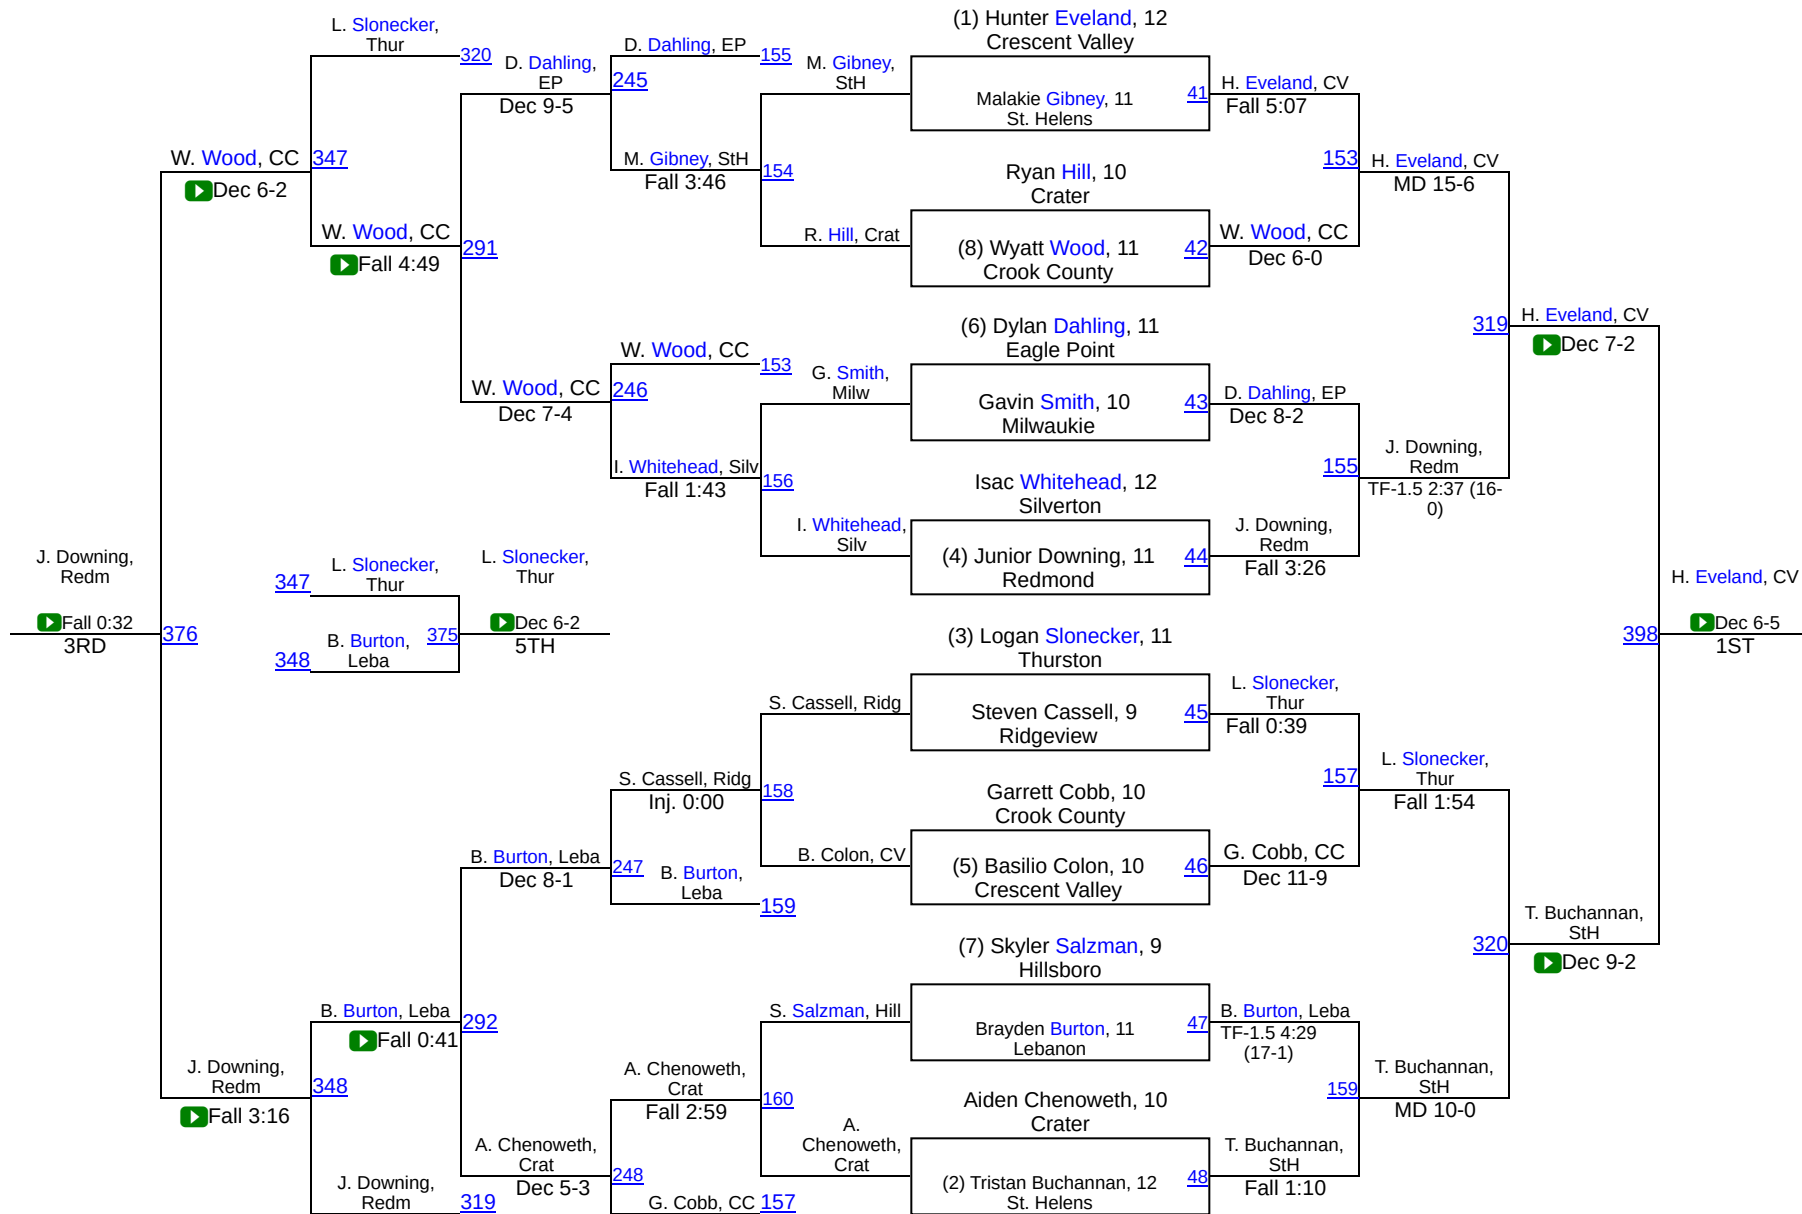 (1) Hunter Eveland, 12
Crescent Valley
L. Slonecker,
Thur
320
D. Dahling,
EP
Dec 9-5
D. Dahling, EP
155
245
M. Gibney,
StH
Malakie Gibney, 11
St. Helens
41
H. Eveland, CV
Fall 5:07
W. Wood, CC
347
Dec 6-2
M. Gibney, StH
Fall 3:46
154
Ryan Hill, 10
Crater
153
H. Eveland, CV
MD 15-6
W. Wood, CC
Fall 4:49
291
R. Hill, Crat
(8) Wyatt Wood, 11
Crook County
42
W. Wood, CC
Dec 6-0
(6) Dylan Dahling, 11
Eagle Point
319
H. Eveland, CV
Dec 7-2
W. Wood, CC
153
W. Wood, CC
246
Dec 7-4
G. Smith,
Milw
Gavin Smith, 10
Milwaukie
43
D. Dahling, EP
Dec 8-2
I. Whitehead, Silv
Fall 1:43
156
Isac Whitehead, 12
Silverton
155
J. Downing,
Redm
TF-1.5 2:37 (16-
0)
I. Whitehead,
Silv
(4) Junior Downing, 11
Redmond
44
J. Downing,
Redm
Fall 3:26
J. Downing,
Redm
Fall 0:32
3RD
376
347
L. Slonecker,
Thur
348
B. Burton,
Leba
375
L. Slonecker,
Thur
Dec 6-2
5TH
(3) Logan Slonecker, 11
Thurston
398
H. Eveland, CV
Dec 6-5
1ST
S. Cassell, Ridg
Steven Cassell, 9
Ridgeview
45
L. Slonecker,
Thur
Fall 0:39
S. Cassell, Ridg
Inj. 0:00
158
Garrett Cobb, 10
Crook County
157
L. Slonecker,
Thur
Fall 1:54
B. Burton, Leba
Dec 8-1
247
B. Burton,
Leba
159
B. Colon, CV
(5) Basilio Colon, 10
Crescent Valley
46
G. Cobb, CC
Dec 11-9
(7) Skyler Salzman, 9
Hillsboro
320
T. Buchannan,
StH
Dec 9-2
B. Burton, Leba
Fall 0:41
292
S. Salzman, Hill
Brayden Burton, 11
Lebanon
47
B. Burton, Leba
TF-1.5 4:29
(17-1)
J. Downing,
Redm
Fall 3:16
348
A. Chenoweth,
Crat
Fall 2:59
160
Aiden Chenoweth, 10
Crater
159
T. Buchannan,
StH
MD 10-0
A. Chenoweth,
Crat
Dec 5-3
248
A.
Chenoweth,
Crat
(2) Tristan Buchannan, 12
St. Helens
48
T. Buchannan,
StH
Fall 1:10
J. Downing,
Redm
319
G. Cobb, CC
157